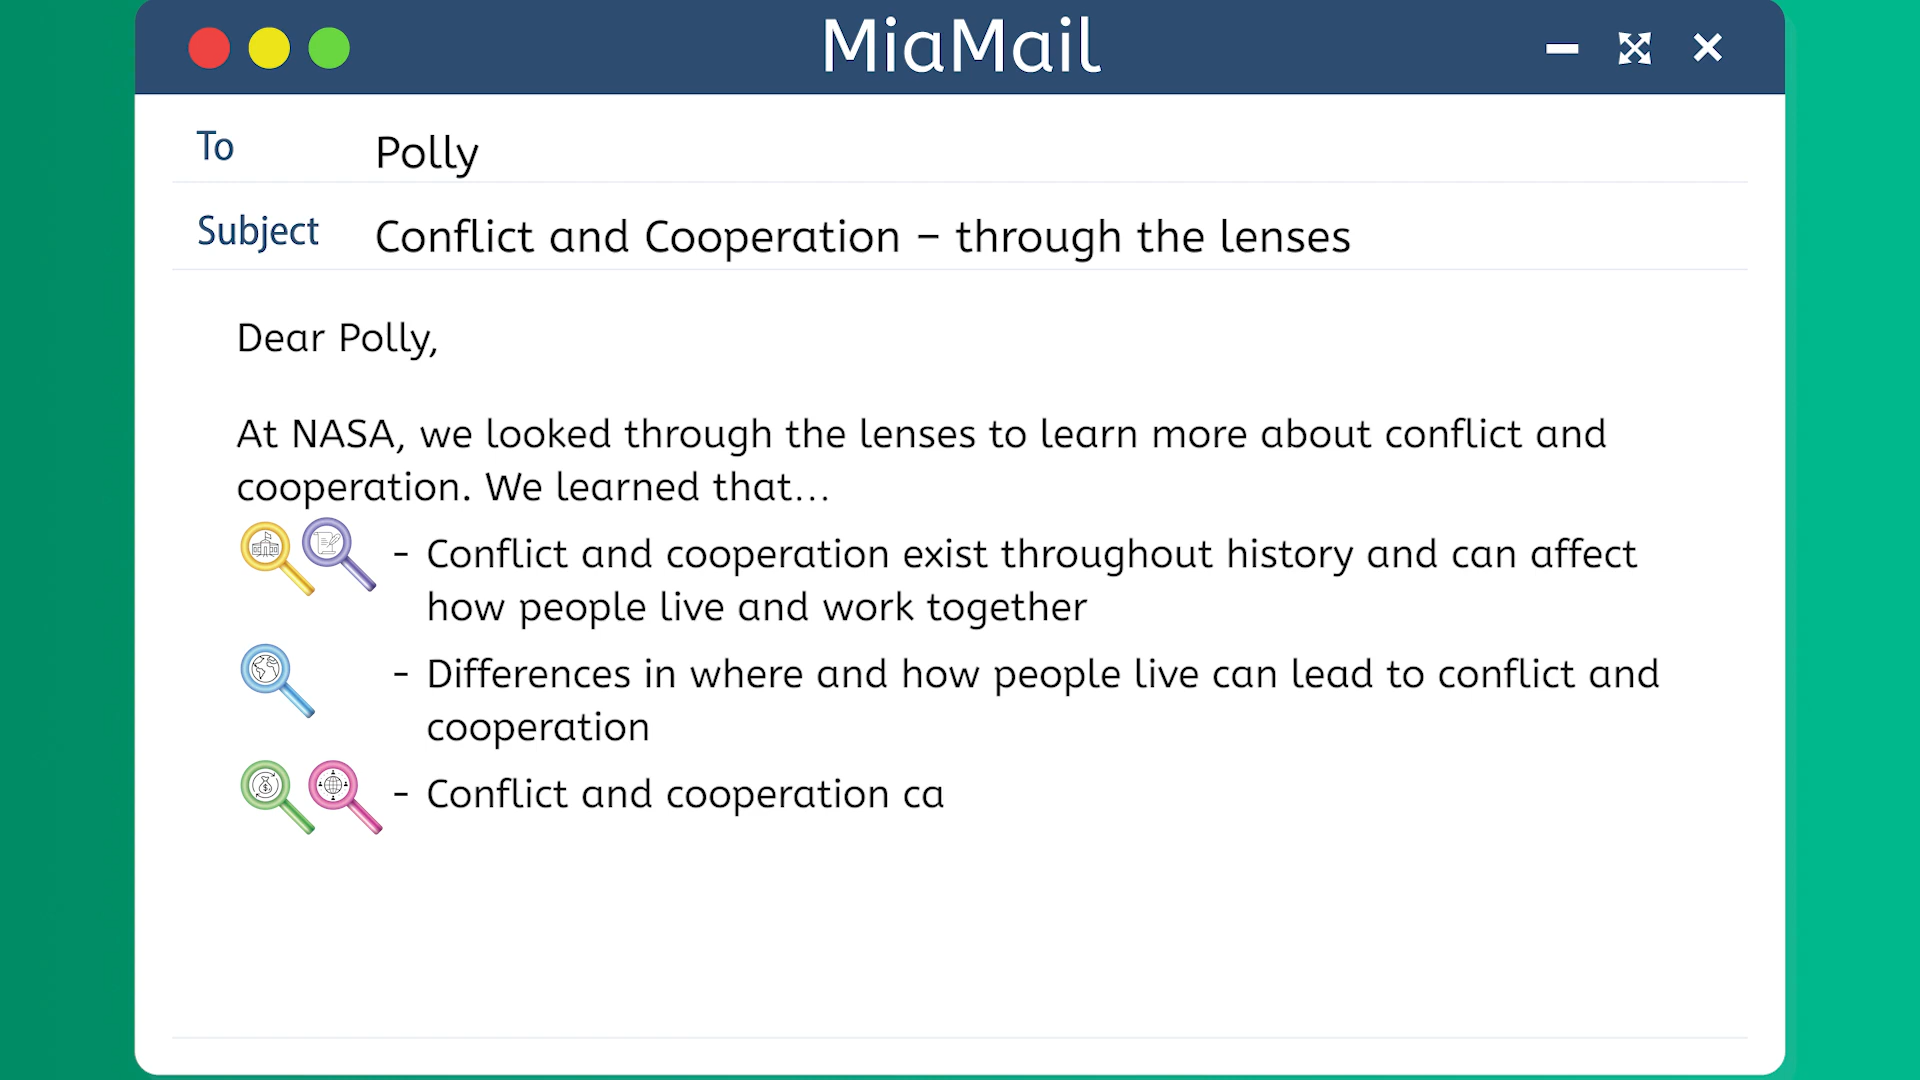 MiaMail
To Polly
Subject Conflict and Cooperation – through the lenses
Dear Polly,
At NASA, we looked through the lenses to learn more about conflict and
cooperation. We learned that...
- Conflict and cooperation exist throughout history and can affect
how people live and work together
- Differences in where and how people live can lead to conflict and
cooperation
- Conflict and cooperation ca